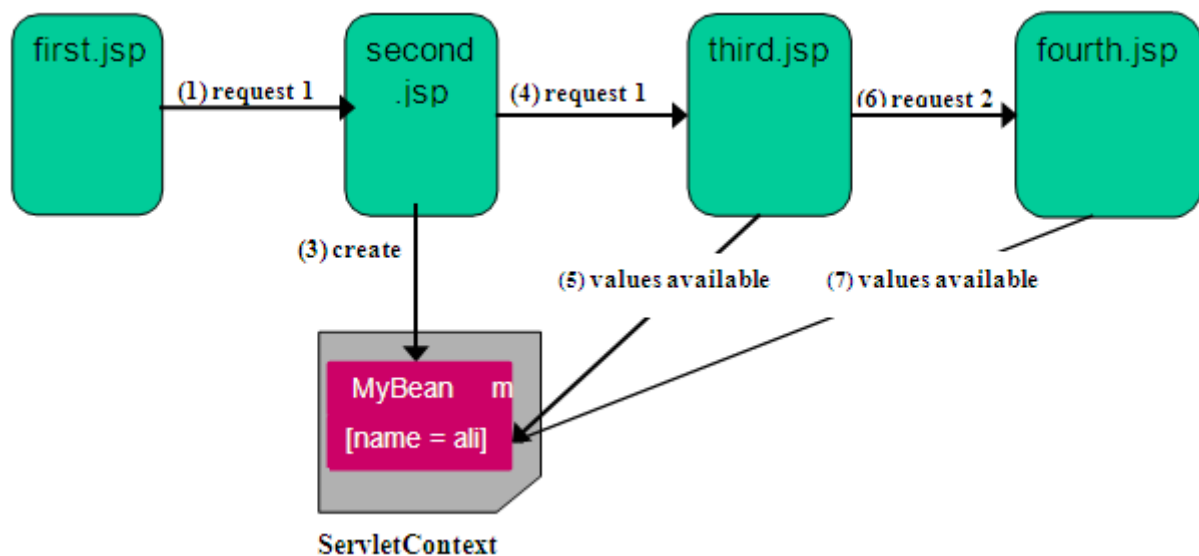 first.jsp
second
.jsp
third.jsp
fourth.jsp
(1) request 1
(4) request 1
(6) request 2
(3) create
(5) values available
(7) values available
MyBean m
[name = ali]
ServletContext